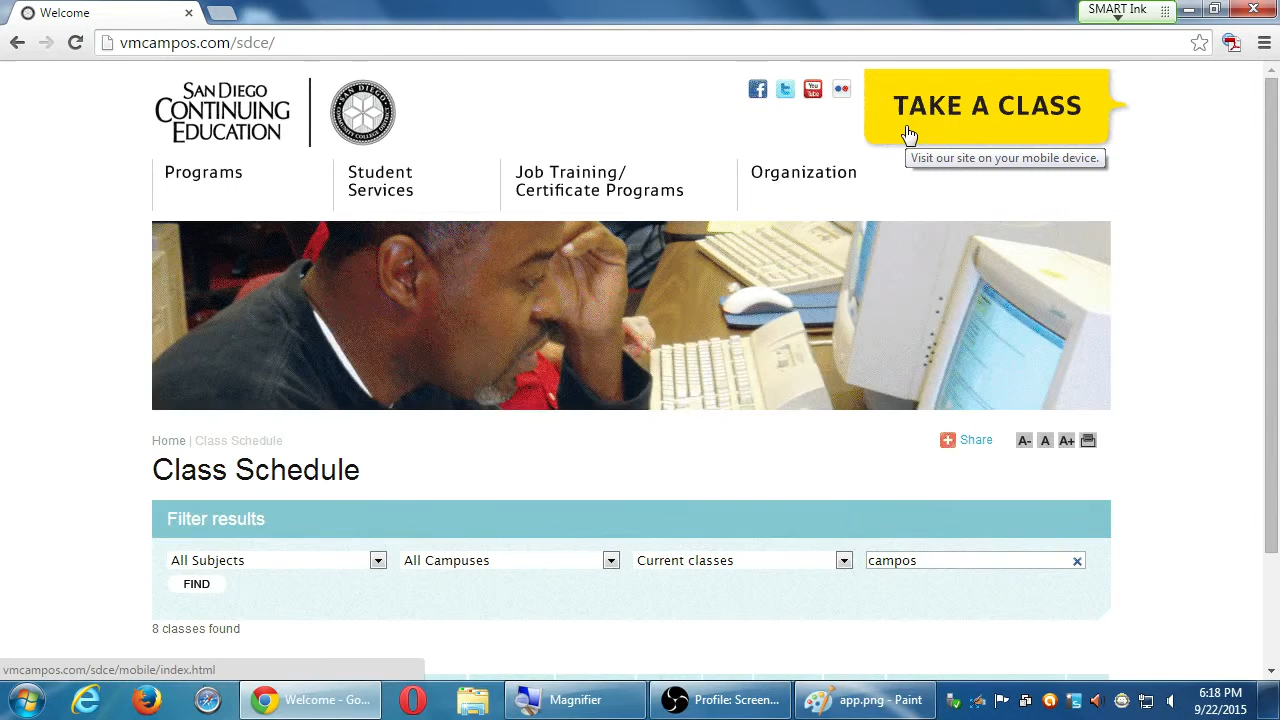 Welcome
SMART Ink
vmcampos.com/sdce/
SAN DIEGO
CONTINUING
EDUCATION
TAKE A CLASS
Visit our site on your mobile device.
Programs
Student
Services
Job Training/
Certificate Programs
Organization
Home | Class Schedule
Share
A- A A+
Class Schedule
Filter results
All Subjects
All Campuses
Current classes
campos
FIND
8 classes found
vmcampos.com/sdce/mobile/index.html
Welcome - Go...
Magnifier
Profile: Screen...
app.png - Paint
6:18 PM
9/22/2015